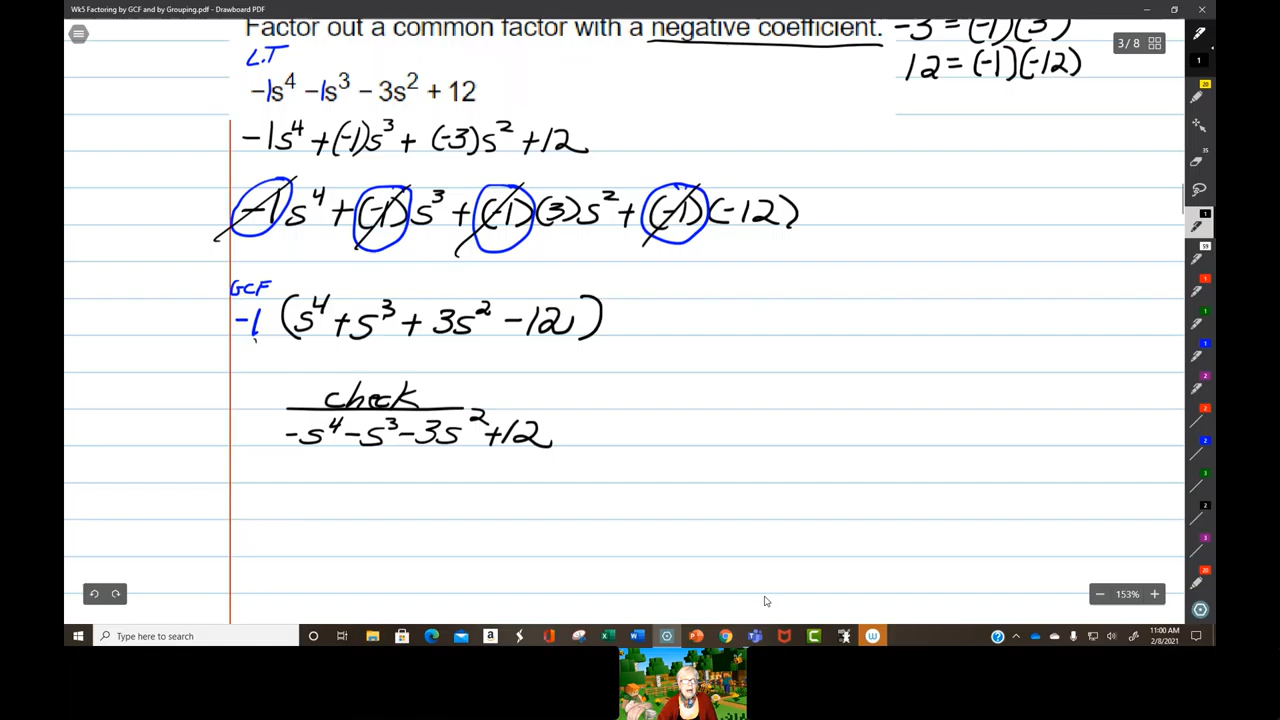 Wk5 Factoring by GCF and by Grouping.pdf - Drawboard PDF
Factor out a common factor with a negative coefficient.
-3 = (-1)(3)
12 = (-1)(-12)
3 / 8
L.T
-1s⁴ -1s³ - 3s² + 12
-1s⁴ + (-1)s³ + (-3)s² + 12
-1s⁴ + (-1)s³ + (-1)(3)s² + (-1)(-12)
GCF
-1 (s⁴ + s³ + 3s² - 12)
check
-s⁴ - s³ - 3s² + 12
153%
Type here to search
11:00 AM
2/8/2021